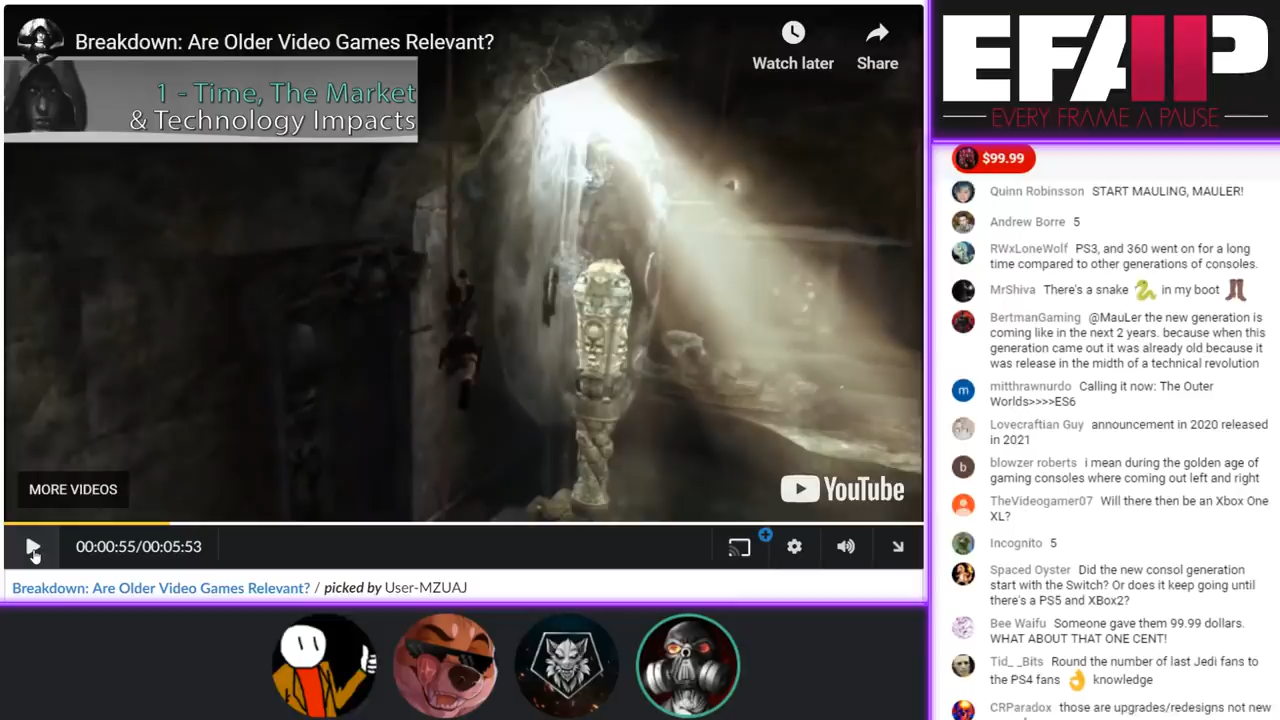 Breakdown: Are Older Video Games Relevant?
Watch later
Share
1 - Time, The Market
& Technology Impacts
MORE VIDEOS
YouTube
00:00:55/00:05:53
Breakdown: Are Older Video Games Relevant? / picked by User-MZUAJ
EFAP
EVERY FRAME A PAUSE
$99.99
Quinn Robinsson START MAULING, MAULER!
Andrew Borre 5
RWxLoneWolf PS3, and 360 went on for a long
time compared to other generations of consoles.
MrShiva There's a snake 🐍 in my boot 👢
BertmanGaming @MauLer the new generation is
coming like in the next 2 years. because when this
generation came out it was already old because it
was release in the midth of a technical revolution
m
mitthrawnurdo Calling it now: The Outer
Worlds>>>>ES6
Lovecraftian Guy announcement in 2020 released
in 2021
b
blowzer roberts i mean during the golden age of
gaming consoles where coming out left and right
TheVideogamer07 Will there then be an Xbox One
XL?
Incognito 5
Spaced Oyster Did the new consol generation
start with the Switch? Or does it keep going until
there's a PS5 and XBox2?
Bee Waifu Someone gave them 99.99 dollars.
WHAT ABOUT THAT ONE CENT!
Tid_ _Bits Round the number of last Jedi fans to
the PS4 fans 👌 knowledge
CRParadox those are upgrades/redesigns not new